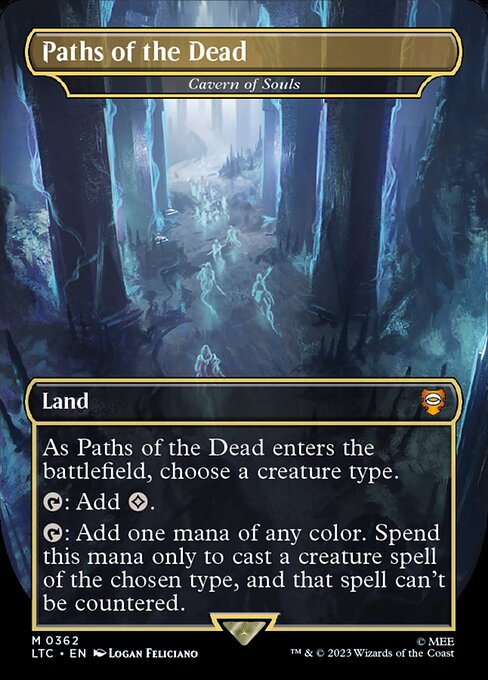 Paths of the Dead
Cavern of Souls
Land
As Paths of the Dead enters the
battlefield, choose a creature type.
: Add .
: Add one mana of any color. Spend
this mana only to cast a creature spell
of the chosen type, and that spell can't
be countered.
M 0362
LTC • EN Logan Feliciano
© MEE
™ & © 2023 Wizards of the Coast